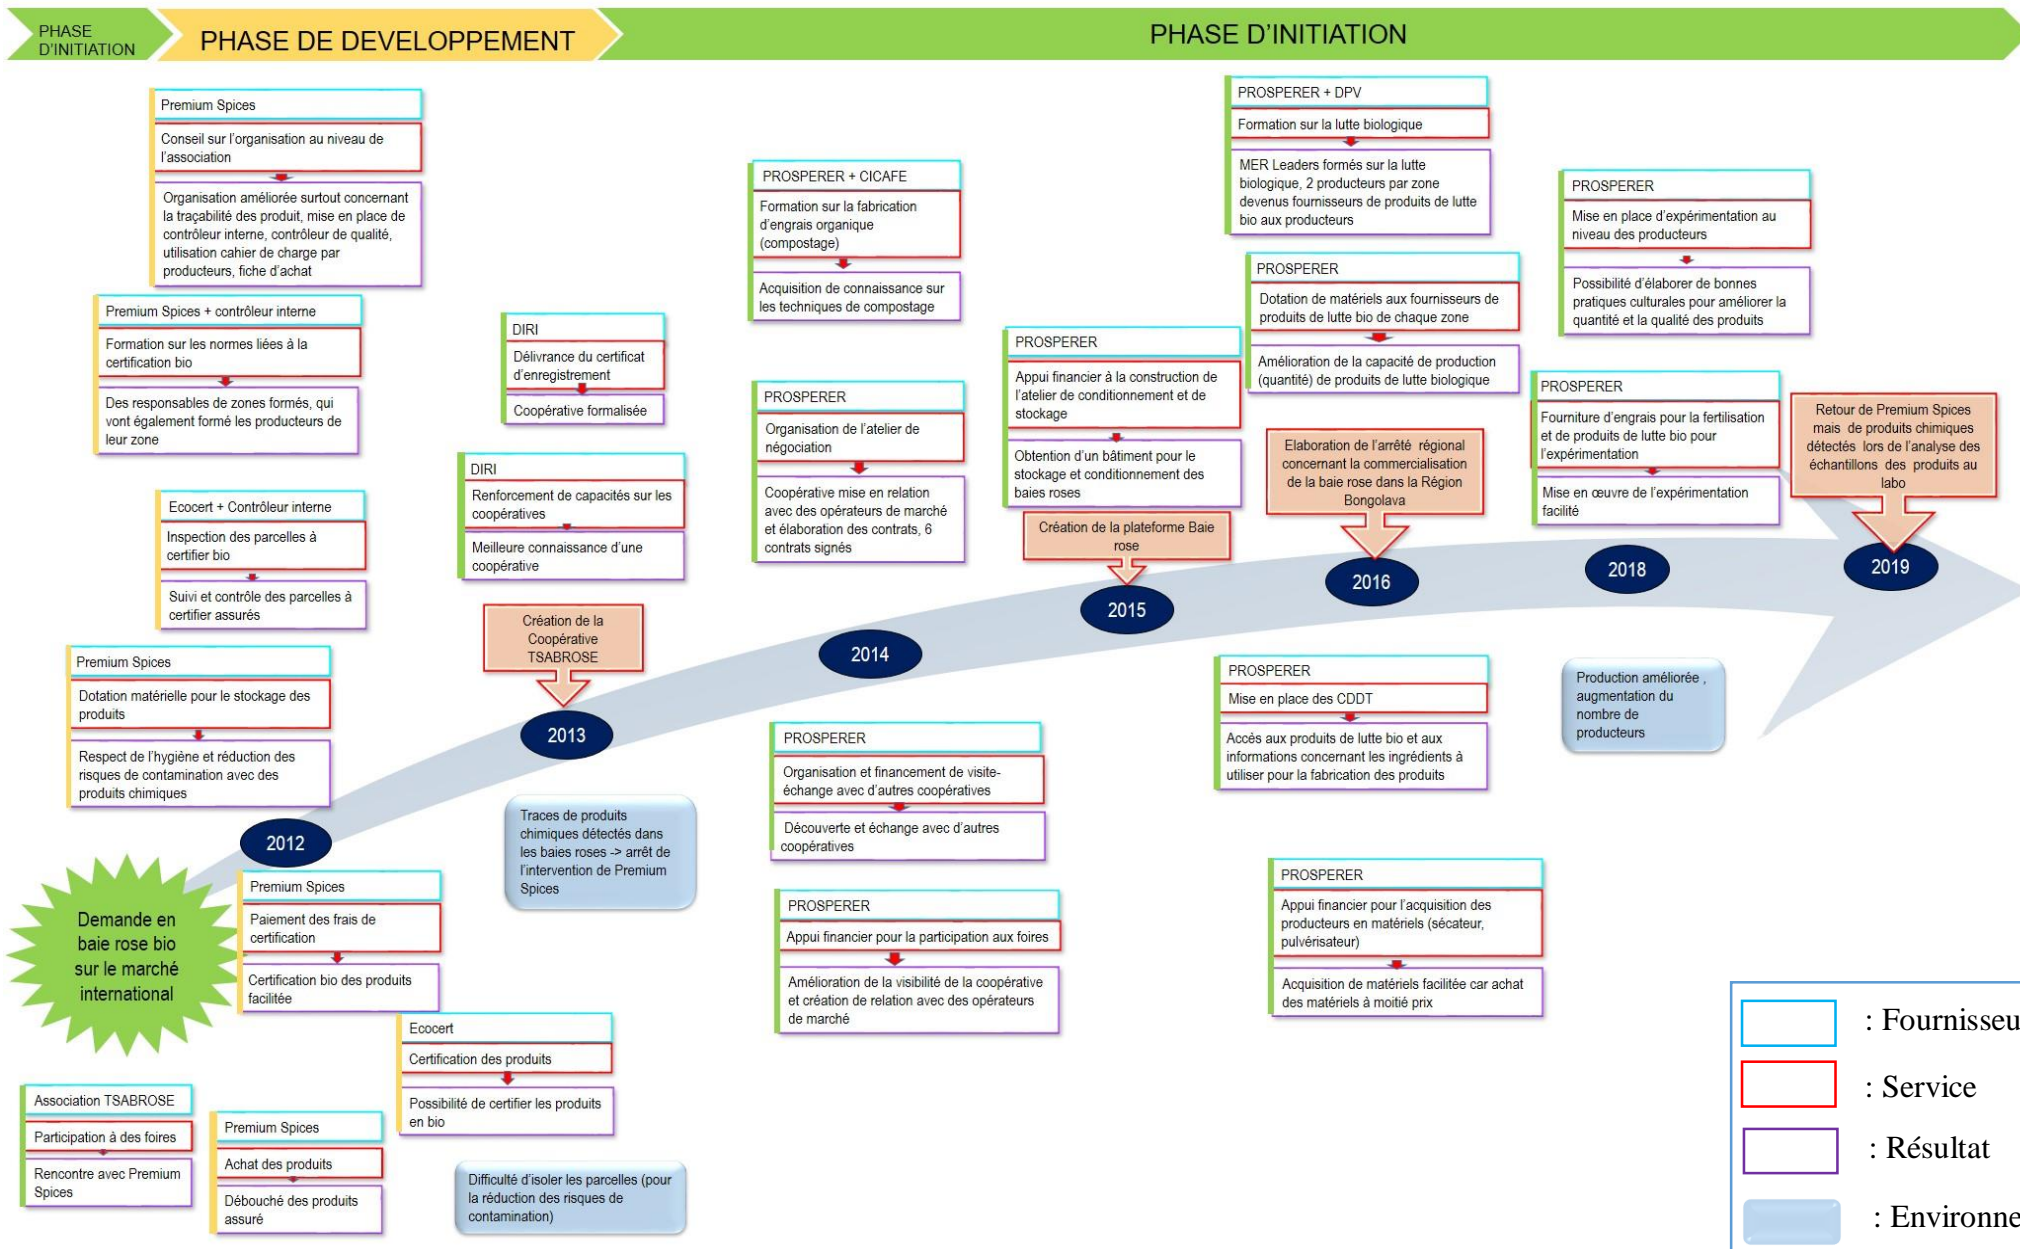 PHASE
D'INITIATION
PHASE DE DEVELOPPEMENT
PHASE D'INITIATION
Premium Spices
Conseil sur l'organisation au niveau de
l'association
Organisation améliorée surtout concernant
la traçabilité des produit, mise en place de
contrôleur interne, contrôleur de qualité,
utilisation cahier de charge par
producteurs, fiche d'achat
Premium Spices + contrôleur interne
Formation sur les normes liées à la
certification bio
Des responsables de zones formés, qui
vont également formé les producteurs de
leur zone
Ecocert + Contrôleur interne
Inspection des parcelles à
certifier bio
Suivi et contrôle des parcelles à
certifier assurés
Premium Spices
Dotation matérielle pour le stockage des
produits
Respect de l'hygiène et réduction des
risques de contamination avec des
produits chimiques
2012
Demande en
baie rose bio
sur le marché
international
Premium Spices
Paiement des frais de
certification
Certification bio des produits
facilitée
Ecocert
Certification des produits
Possibilité de certifier les produits
en bio
Association TSABROSE
Participation à des foires
Rencontre avec Premium
Spices
Premium Spices
Achat des produits
Débouché des produits
assuré
Difficulté d'isoler les parcelles (pour
la réduction des risques de
contamination)
DIRI
Délivrance du certificat
d'enregistrement
Coopérative formalisée
DIRI
Renforcement de capacités sur les
coopératives
Meilleure connaissance d'une
coopérative
Création de la
Coopérative
TSABROSE
2013
Traces de produits
chimiques détectés dans
les baies roses -> arrêt de
l'intervention de Premium
Spices
PROSPERER + CICAFE
Formation sur la fabrication
d'engrais organique
(compostage)
Acquisition de connaissance sur
les techniques de compostage
PROSPERER
Organisation de l'atelier de
négociation
Coopérative mise en relation
avec des opérateurs de marché
et élaboration des contrats, 6
contrats signés
2014
PROSPERER
Organisation et financement de visite-
échange avec d'autres coopératives
Découverte et échange avec d'autres
coopératives
PROSPERER
Appui financier pour la participation aux foires
Amélioration de la visibilité de la coopérative
et création de relation avec des opérateurs
de marché
PROSPERER
Appui financier à la construction de
l'atelier de conditionnement et de
stockage
Obtention d'un bâtiment pour le
stockage et conditionnement des
baies roses
Création de la plateforme Baie
rose
2015
PROSPERER + DPV
Formation sur la lutte biologique
MER Leaders formés sur la lutte
biologique, 2 producteurs par zone
devenus fournisseurs de produits de lutte
bio aux producteurs
PROSPERER
Dotation de matériels aux fournisseurs de
produits de lutte bio de chaque zone
Amélioration de la capacité de production
(quantité) de produits de lutte biologique
Elaboration de l'arrêté régional
concernant la commercialisation
de la baie rose dans la Région
Bongolava
2016
PROSPERER
Mise en place des CDDT
Accès aux produits de lutte bio et aux
informations concernant les ingrédients à
utiliser pour la fabrication des produits
PROSPERER
Appui financier pour l'acquisition des
producteurs en matériels (sécateur,
pulvérisateur)
Acquisition de matériels facilitée car achat
des matériels à moitié prix
PROSPERER
Mise en place d'expérimentation au
niveau des producteurs
Possibilité d'élaborer de bonnes
pratiques culturales pour améliorer la
quantité et la qualité des produits
PROSPERER
Fourniture d'engrais pour la fertilisation
et de produits de lutte bio pour
l'expérimentation
Mise en œuvre de l'expérimentation
facilité
2018
Production améliorée ,
augmentation du
nombre de
producteurs
Retour de Premium Spices
mais de produits chimiques
détectés lors de l'analyse des
échantillons des produits au
labo
2019
: Fournisseu
: Service
: Résultat
: Environne